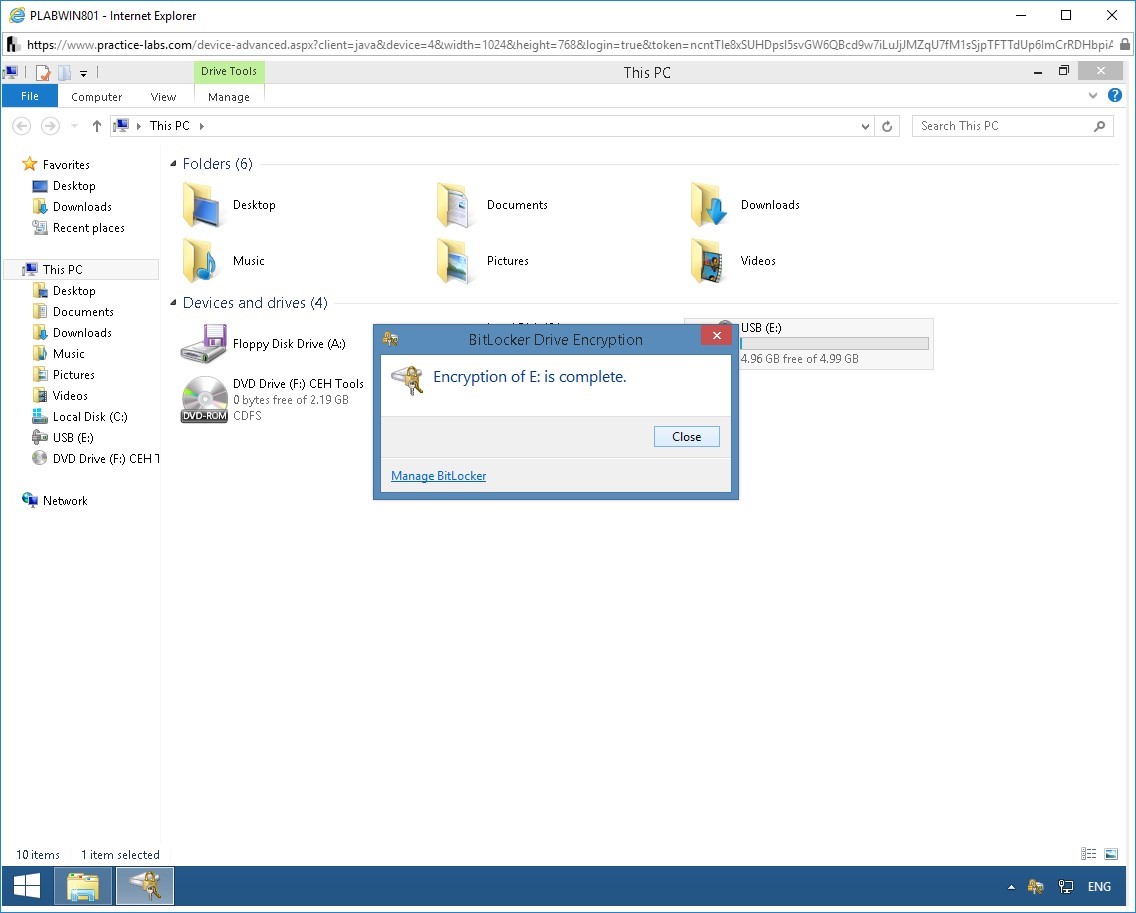 PLABWIN801 - Internet Explorer
https://www.practice-labs.com/device-advanced.aspx?client=java&device=4&width=1024&height=768&login=true&token=
Drive Tools
This PC
File
Computer
View
Manage
This PC
Search This PC
Favorites
Desktop
Downloads
Recent places
This PC
Desktop
Documents
Downloads
Music
Pictures
Videos
Local Disk (C:)
USB (E:)
DVD Drive (F:) CEH T
Network
Folders (6)
Desktop
Documents
Downloads
Music
Pictures
Videos
Devices and drives (4)
Floppy Disk Drive (A:)
USB (E:)
4.96 GB free of 4.99 GB
DVD Drive (F:) CEH Tools
0 bytes free of 2.19 GB
CDFS
DVD-ROM
BitLocker Drive Encryption
Encryption of E: is complete.
Close
Manage BitLocker
10 items 1 item selected
ENG